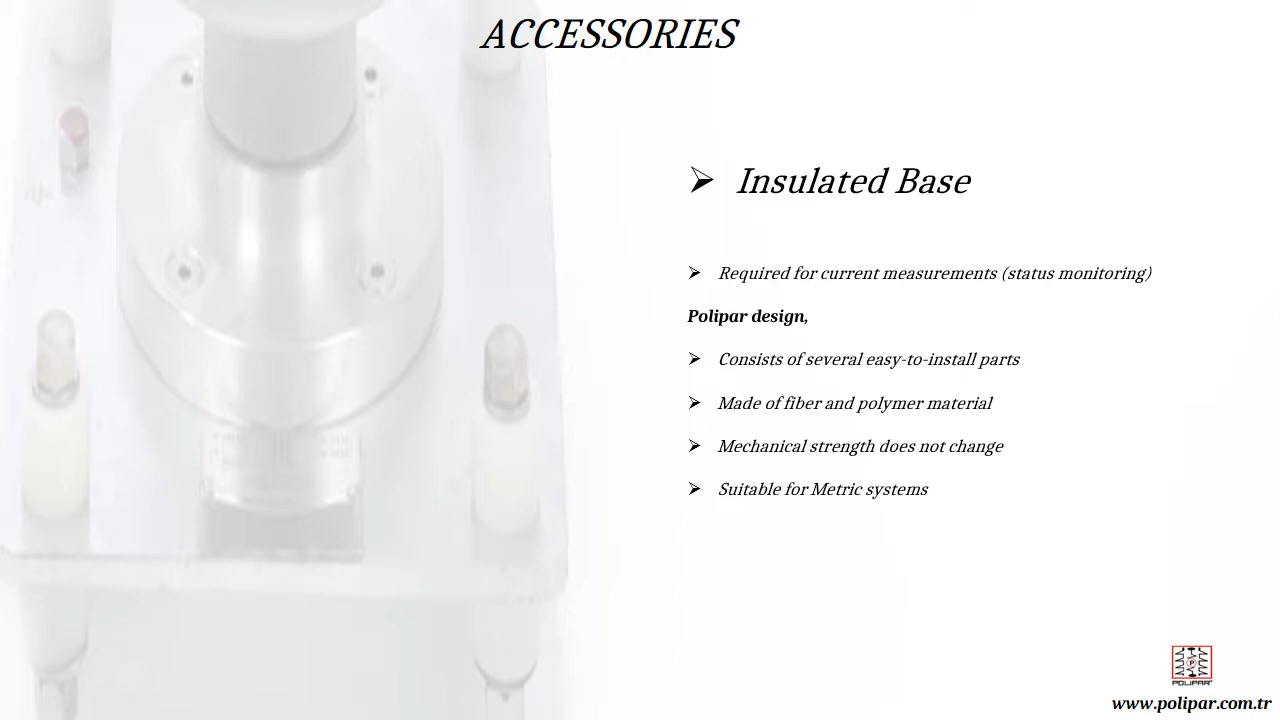 ACCESSORIES
Insulated Base
Required for current measurements (status monitoring)
Polipar design,
Consists of several easy-to-install parts
Made of fiber and polymer material
Mechanical strength does not change
Suitable for Metric systems
POLIPAR
www.polipar.com.tr